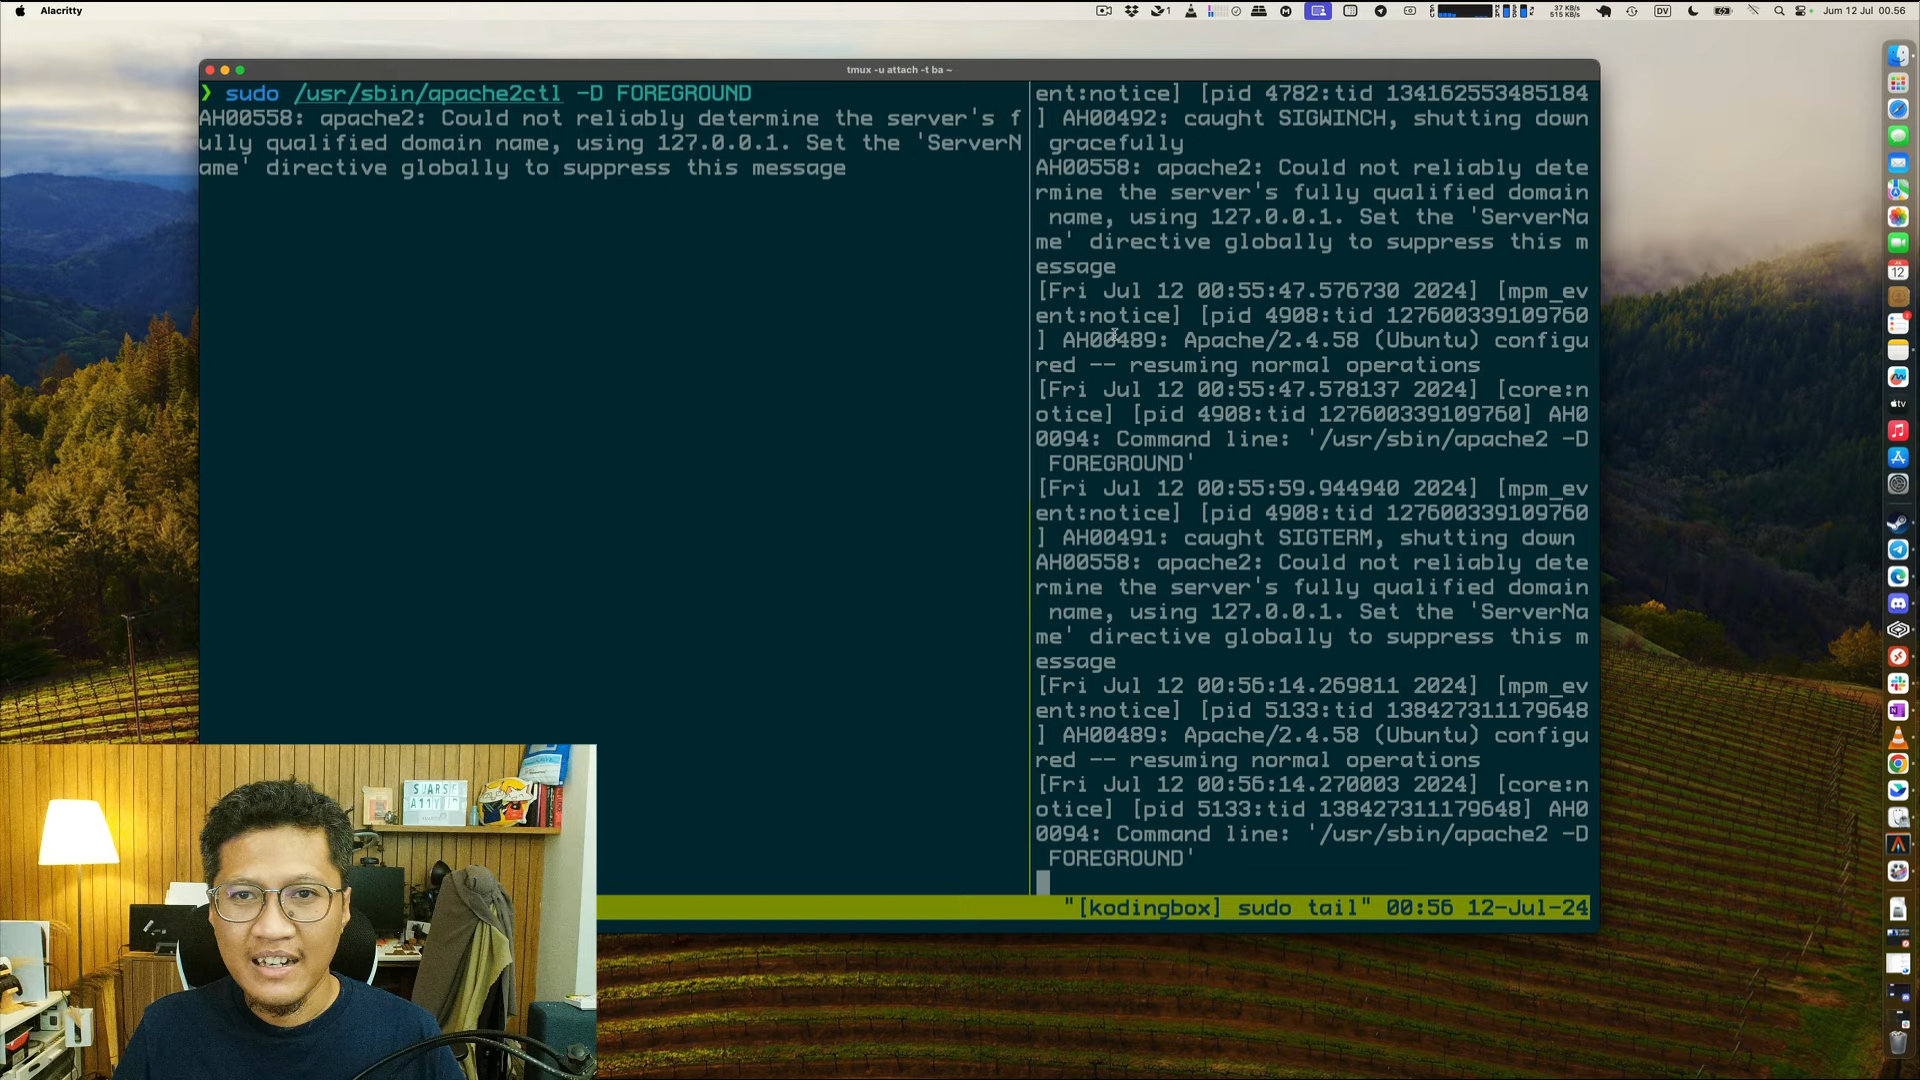 Alacritty
1
37 KB/s
515 KB/s
DV
Jum 12 Jul 00.56
tmux -u attach -t ba ~
❯ sudo /usr/sbin/apache2ctl -D FOREGROUND
AH00558: apache2: Could not reliably determine the server's f
ully qualified domain name, using 127.0.0.1. Set the 'ServerN
ame' directive globally to suppress this message
ent:notice] [pid 4782:tid 134162553485184
] AH00492: caught SIGWINCH, shutting down
gracefully
AH00558: apache2: Could not reliably dete
rmine the server's fully qualified domain
name, using 127.0.0.1. Set the 'ServerNa
me' directive globally to suppress this m
essage
[Fri Jul 12 00:55:47.576730 2024] [mpm_ev
ent:notice] [pid 4908:tid 127600339109760
] AH00489: Apache/2.4.58 (Ubuntu) configu
red -- resuming normal operations
[Fri Jul 12 00:55:47.578137 2024] [core:n
otice] [pid 4908:tid 127600339109760] AH0
0094: Command line: '/usr/sbin/apache2 -D
FOREGROUND'
[Fri Jul 12 00:55:59.944940 2024] [mpm_ev
ent:notice] [pid 4908:tid 127600339109760
] AH00491: caught SIGTERM, shutting down
AH00558: apache2: Could not reliably dete
rmine the server's fully qualified domain
name, using 127.0.0.1. Set the 'ServerNa
me' directive globally to suppress this m
essage
[Fri Jul 12 00:56:14.269811 2024] [mpm_ev
ent:notice] [pid 5133:tid 138427311179648
] AH00489: Apache/2.4.58 (Ubuntu) configu
red -- resuming normal operations
[Fri Jul 12 00:56:14.270003 2024] [core:n
otice] [pid 5133:tid 138427311179648] AH0
0094: Command line: '/usr/sbin/apache2 -D
FOREGROUND'
"[kodingbox] sudo tail" 00:56 12-Jul-24
12
tv